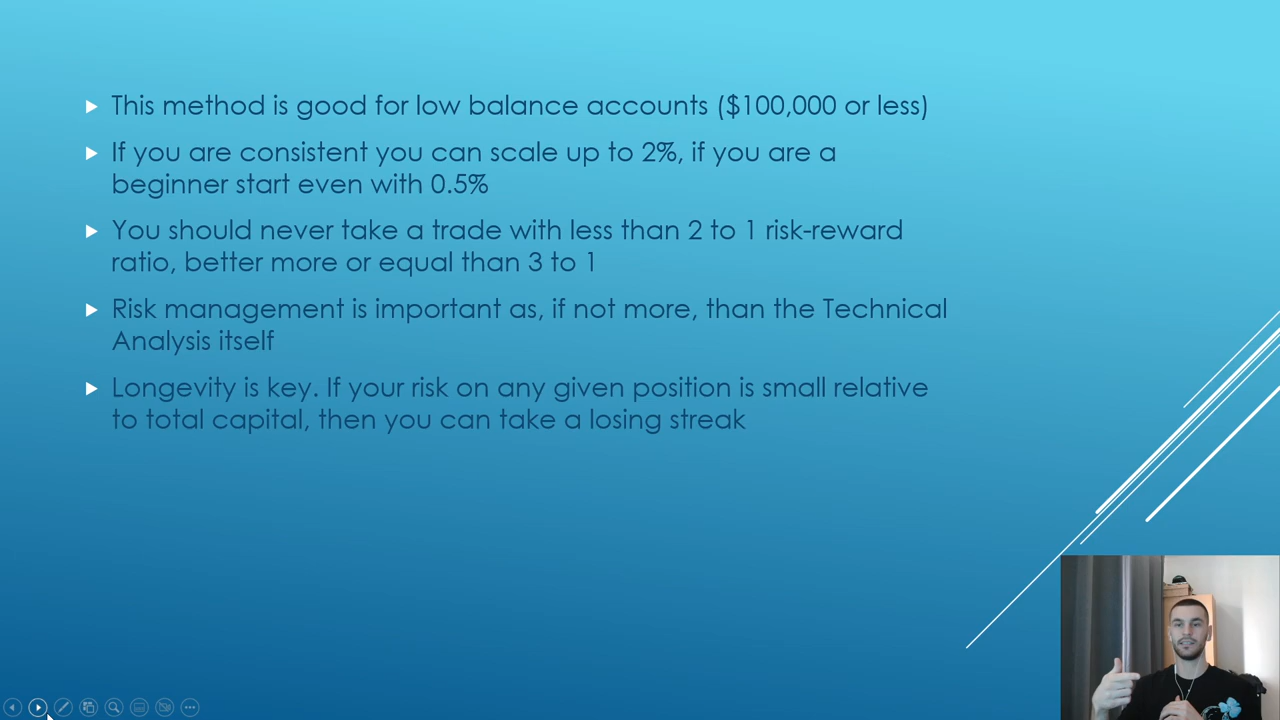 This method is good for low balance accounts ($100,000 or less)
If you are consistent you can scale up to 2%, if you are a
beginner start even with 0.5%
You should never take a trade with less than 2 to 1 risk-reward
ratio, better more or equal than 3 to 1
Risk management is important as, if not more, than the Technical
Analysis itself
Longevity is key. If your risk on any given position is small relative
to total capital, then you can take a losing streak